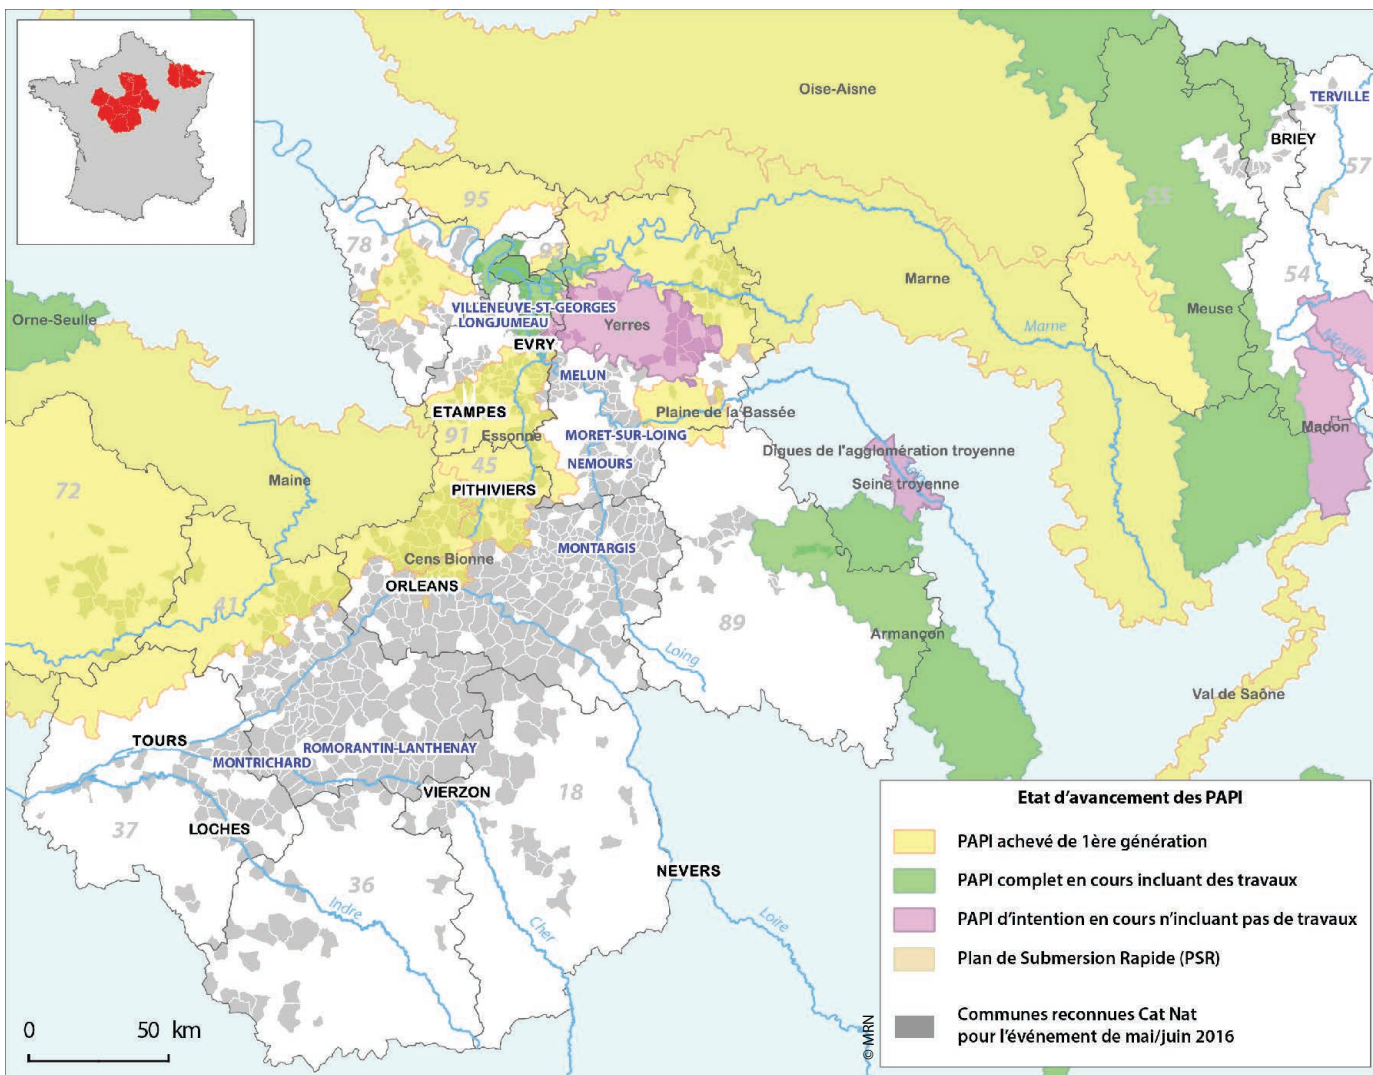 Oise-Aisne
TERVILLE
BRIEY
57
95
55
78
93
54
Marne
Meuse
Orne-Seulle
VILLENEUVE-ST-GEORGES
LONGJUMEAU
Yerres
Marne
Moselle
EVRY
MELUN
ETAMPES
Plaine de la Bassée
Madon
91
Essonne
MORET-SUR-LOING
Digues de l'agglomération troyenne
45
NEMOURS
Seine troyenne
Maine
72
PITHIVIERS
MONTARGIS
Cens Bionne
ORLEANS
41
89
Armançon
Loing
Val de Saône
TOURS
ROMORANTIN-LANTHENAY
MONTRICHARD
VIERZON
18
37
LOCHES
NEVERS
36
Indre
Cher
Loire
0 50 km
© MRN
Etat d'avancement des PAPI
PAPI achevé de 1ère génération
PAPI complet en cours incluant des travaux
PAPI d'intention en cours n'incluant pas de travaux
Plan de Submersion Rapide (PSR)
Communes reconnues Cat Nat
pour l'événement de mai/juin 2016